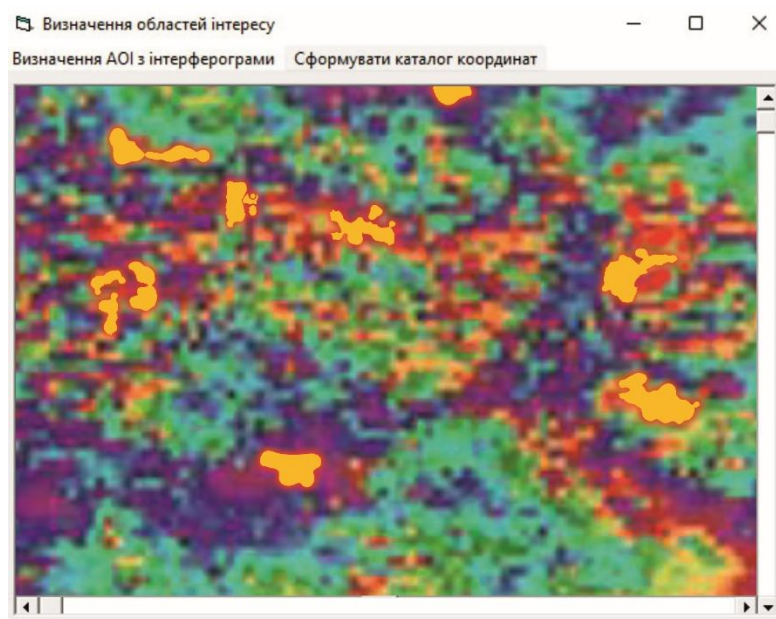 Визначення областей інтересу
Визначення AOI з інтерферограми Сформувати каталог координат